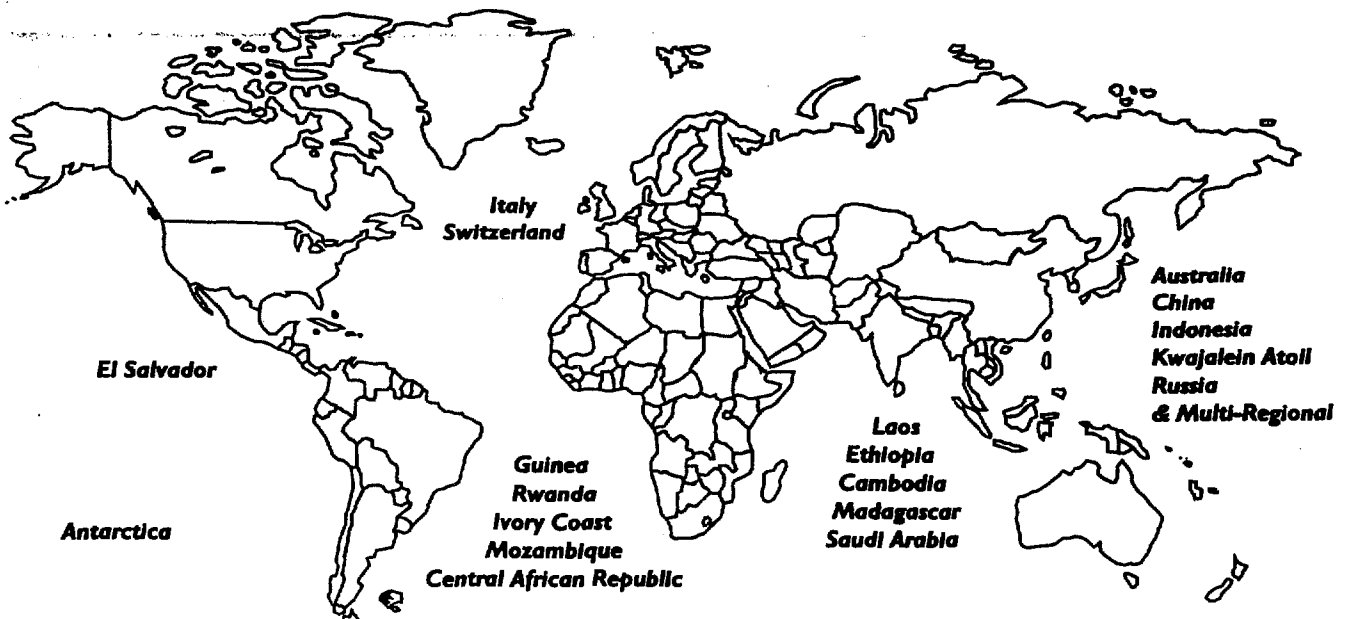 Italy
Switzerland
El Salvador
Antarctica
Guinea
Rwanda
Ivory Coast
Mozambique
Central African Republic
Laos
Ethiopia
Cambodia
Madagascar
Saudi Arabia
Australia
China
Indonesia
Kwajalein Atoll
Russia
& Multi-Regional